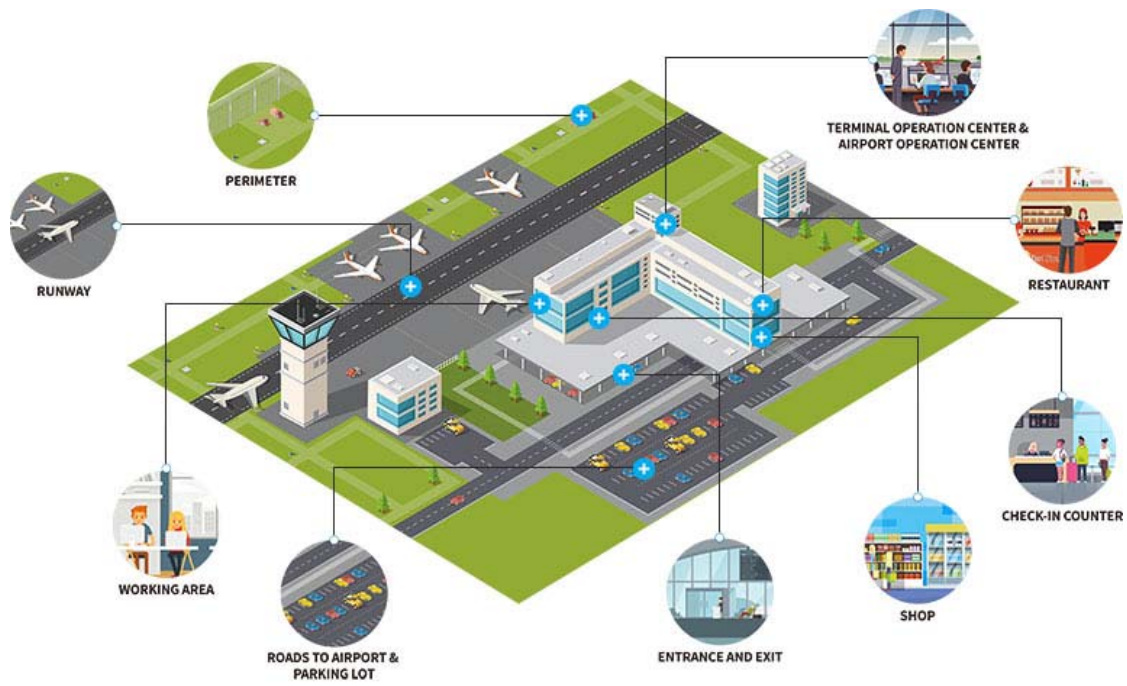 TERMINAL OPERATION CENTER &
AIRPORT OPERATION CENTER
PERIMETER
RUNWAY
RESTAURANT
CHECK-IN COUNTER
WORKING AREA
SHOP
ROADS TO AIRPORT &
PARKING LOT
ENTRANCE AND EXIT